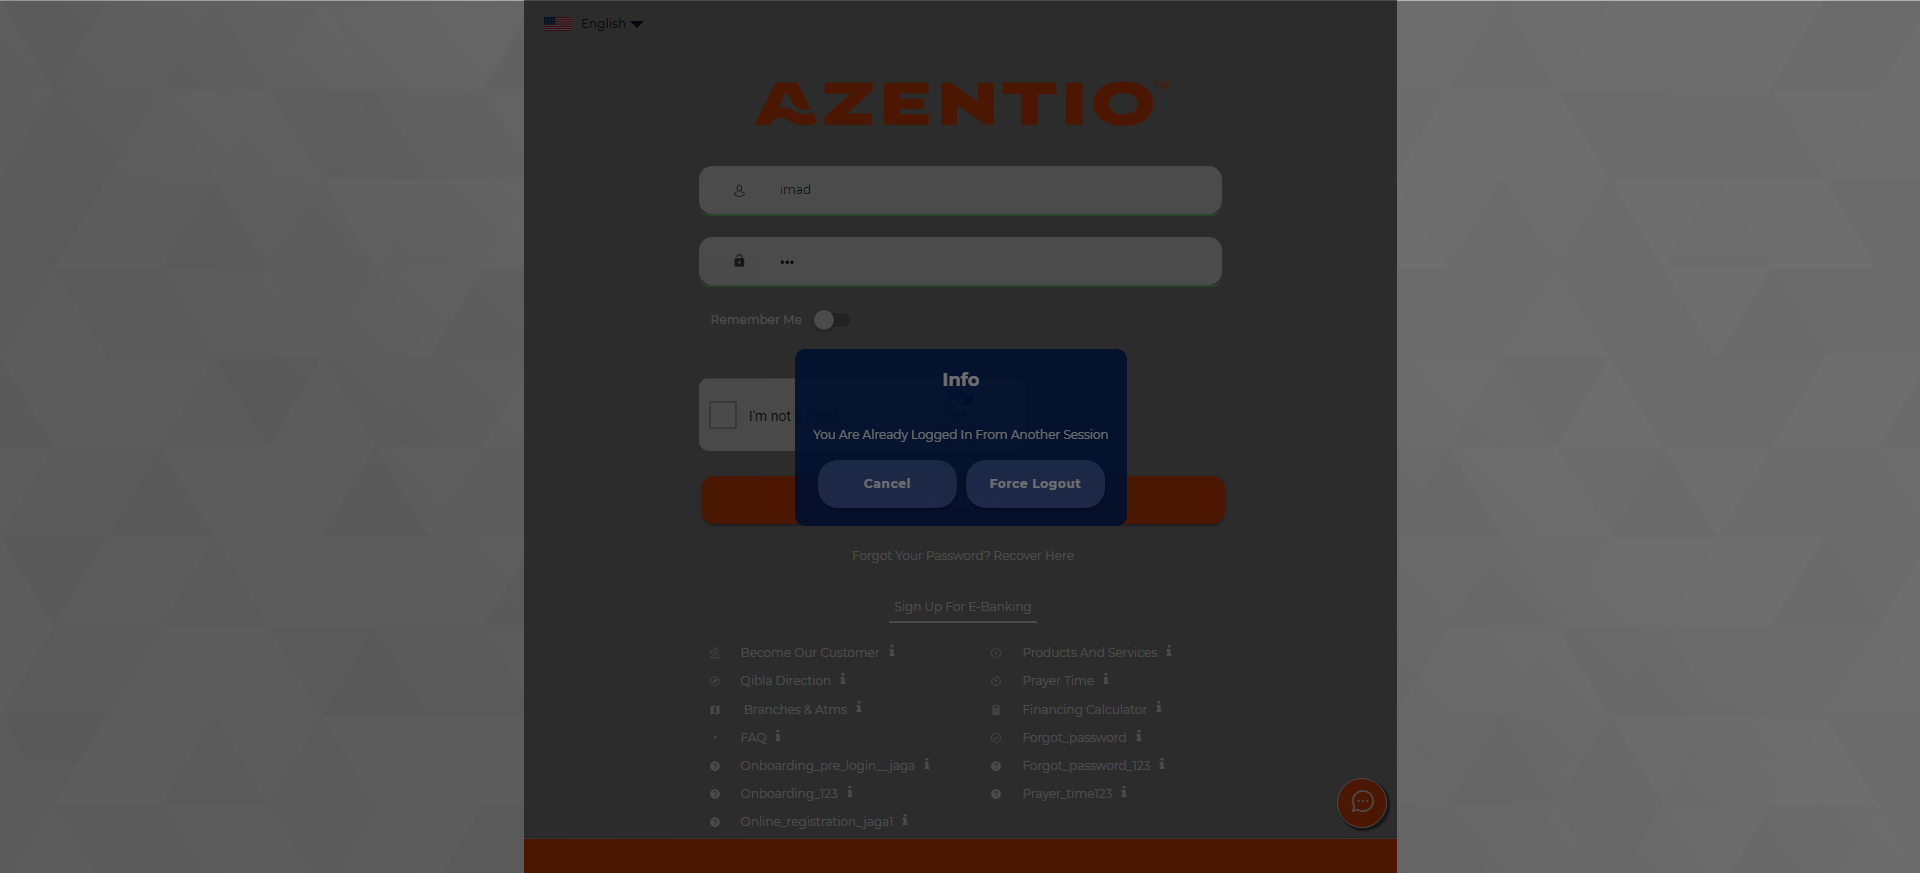 English
AZENTIO™
imad
•••
Remember Me
I'm not
Info
You Are Already Logged In From Another Session
Cancel
Force Logout
Forgot Your Password? Recover Here
Sign Up For E-Banking
Become Our Customer
Products And Services
Qibla Direction
Prayer Time
Branches & Atms
Financing Calculator
FAQ
Forgot_password
Onboarding_pre_login__jaga
Forgot_password_123
Onboarding_123
Prayer_time123
Online_registration_jaga1